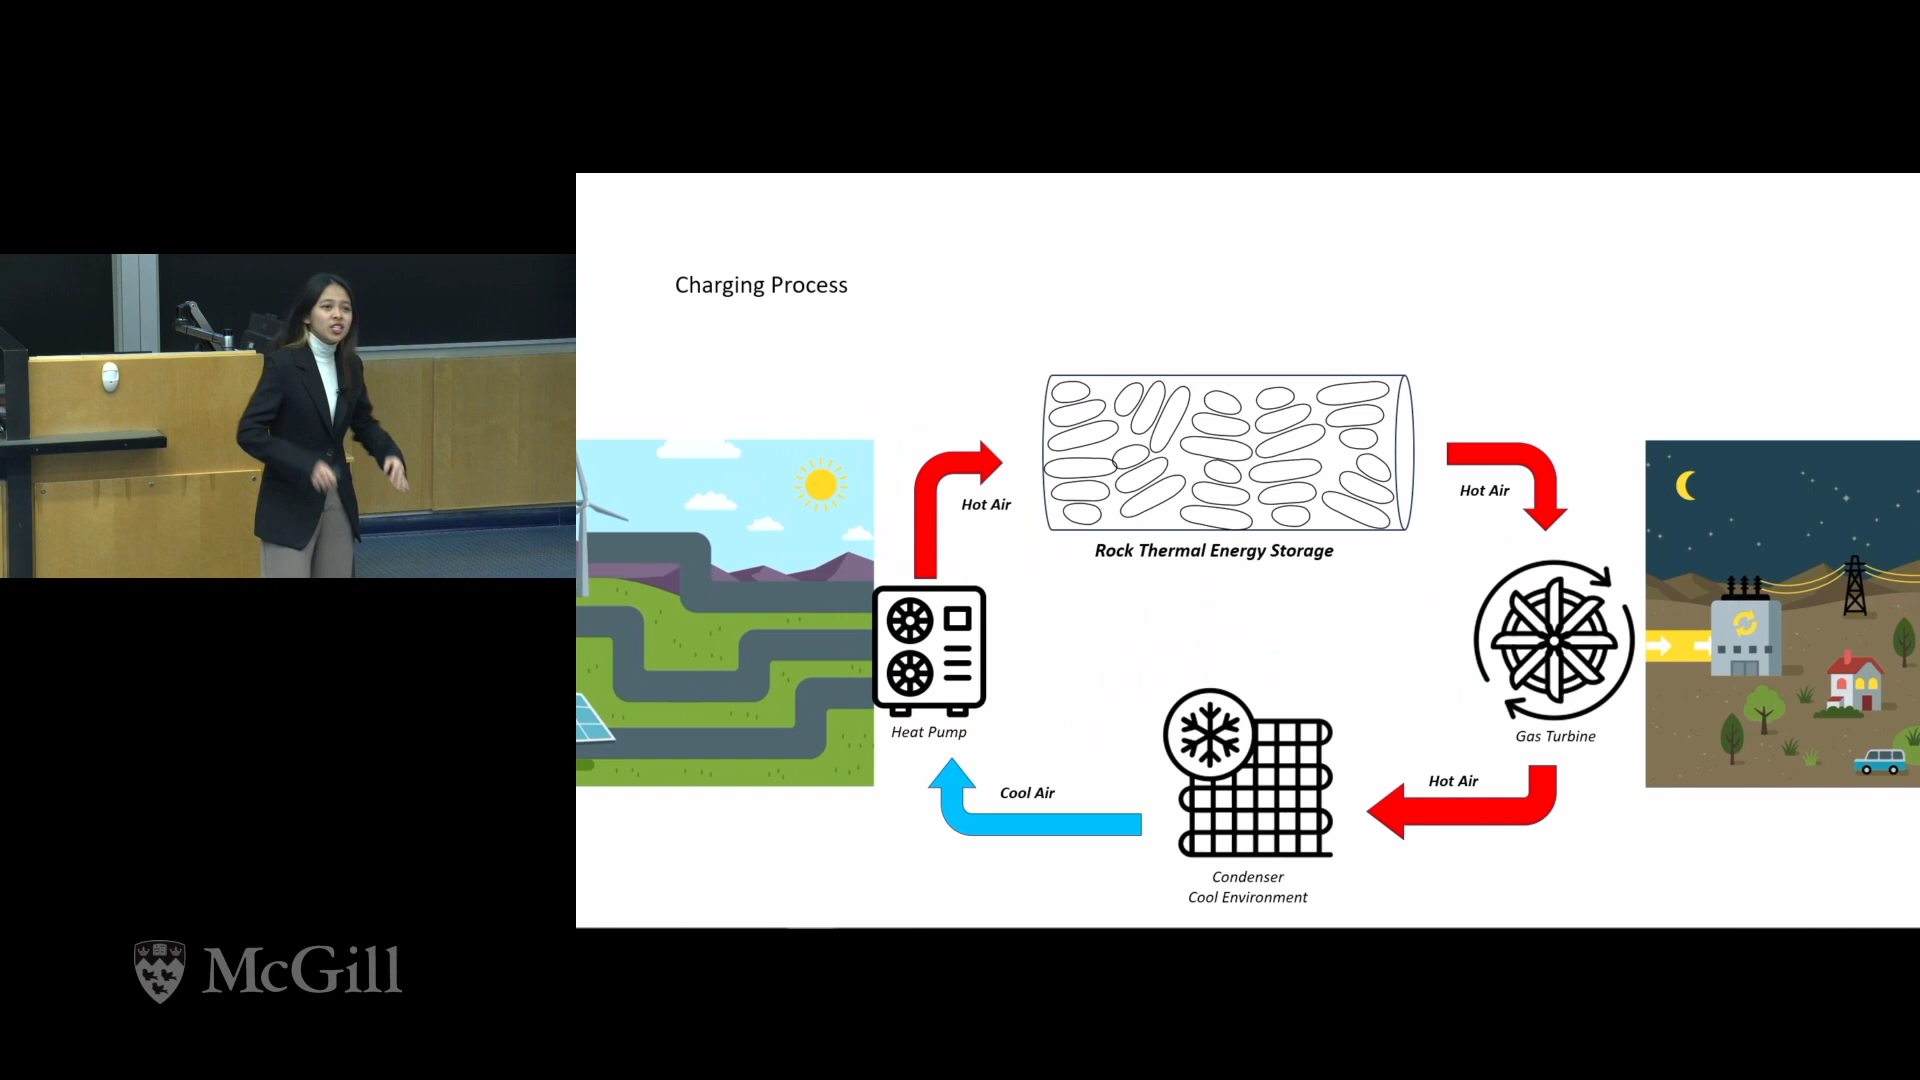 Charging Process
Hot Air
Rock Thermal Energy Storage
Hot Air
Heat Pump
Gas Turbine
Hot Air
Cool Air
Condenser
Cool Environment
McGill